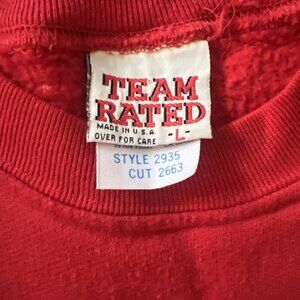 TEAM
RATED
MADE IN U.S.A.
OVER FOR CARE -L-
STYLE 2935
CUT 2663